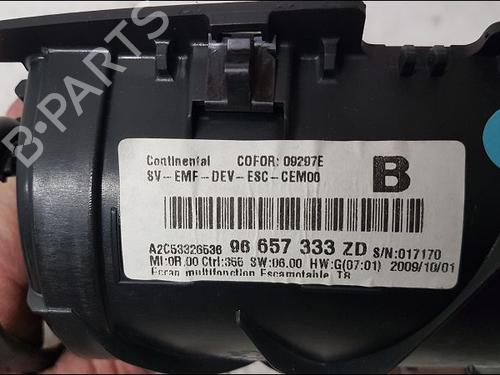 B-PARTS
Continental COFOR: 09297E
SV-EMF-DEV-ESC-CEM00
B
A2C53326536 96 657 333 ZD S/N:017170
MI:0R.00 Ctrl:355 SW:06.00 HW:G(07:01) 2009/10/01
Ecran multifonction Escamotable T8